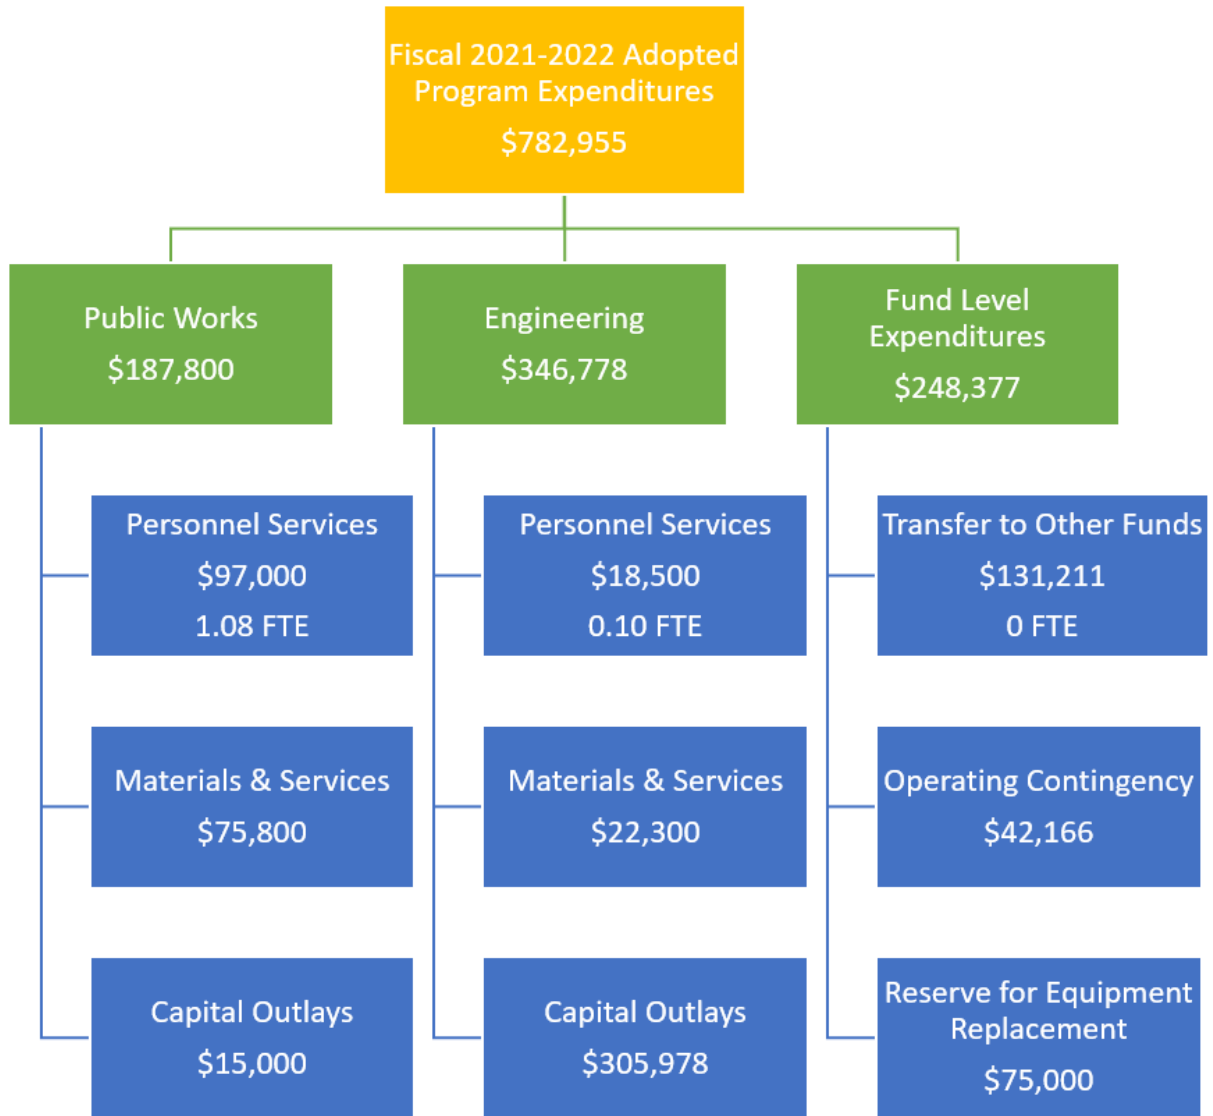 Fiscal 2021-2022 Adopted
Program Expenditures
$782,955
Public Works
$187,800
Engineering
$346,778
Fund Level
Expenditures
$248,377
Personnel Services
$97,000
1.08 FTE
Personnel Services
$18,500
0.10 FTE
Transfer to Other Funds
$131,211
0 FTE
Materials & Services
$75,800
Materials & Services
$22,300
Operating Contingency
$42,166
Capital Outlays
$15,000
Capital Outlays
$305,978
Reserve for Equipment
Replacement
$75,000